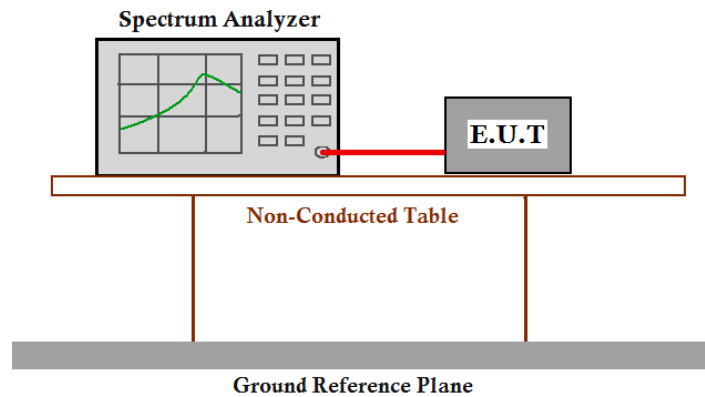 Spectrum Analyzer
E.U.T
Non-Conducted Table
Ground Reference Plane